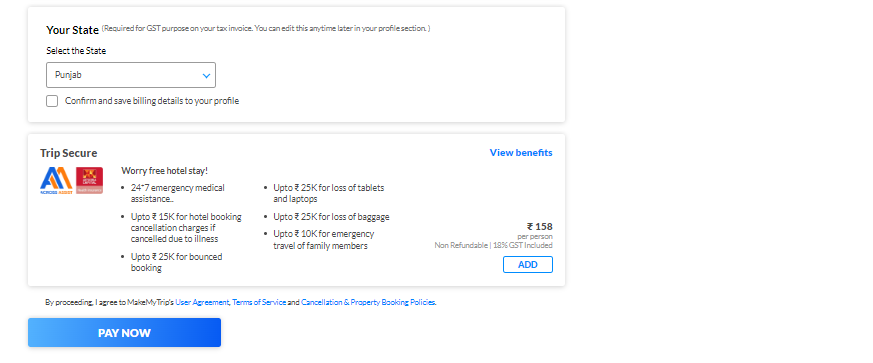 Your State (Required for GST purpose on your tax invoice. You can edit this anytime later in your profile section. )
Select the State
Punjab
Confirm and save billing details to your profile
Trip Secure
View benefits
ACROSS ASSIST
Worry free hotel stay!
24*7 emergency medical
assistance..
Upto ₹ 15K for hotel booking
cancellation charges if
cancelled due to illness
Upto ₹ 25K for bounced
booking
Upto ₹ 25K for loss of tablets
and laptops
Upto ₹ 25K for loss of baggage
Upto ₹ 10K for emergency
travel of family members
₹ 158
per person
Non Refundable | 18% GST Included
ADD
By proceeding, I agree to MakeMyTrip's User Agreement, Terms of Service and Cancellation & Property Booking Policies.
PAY NOW